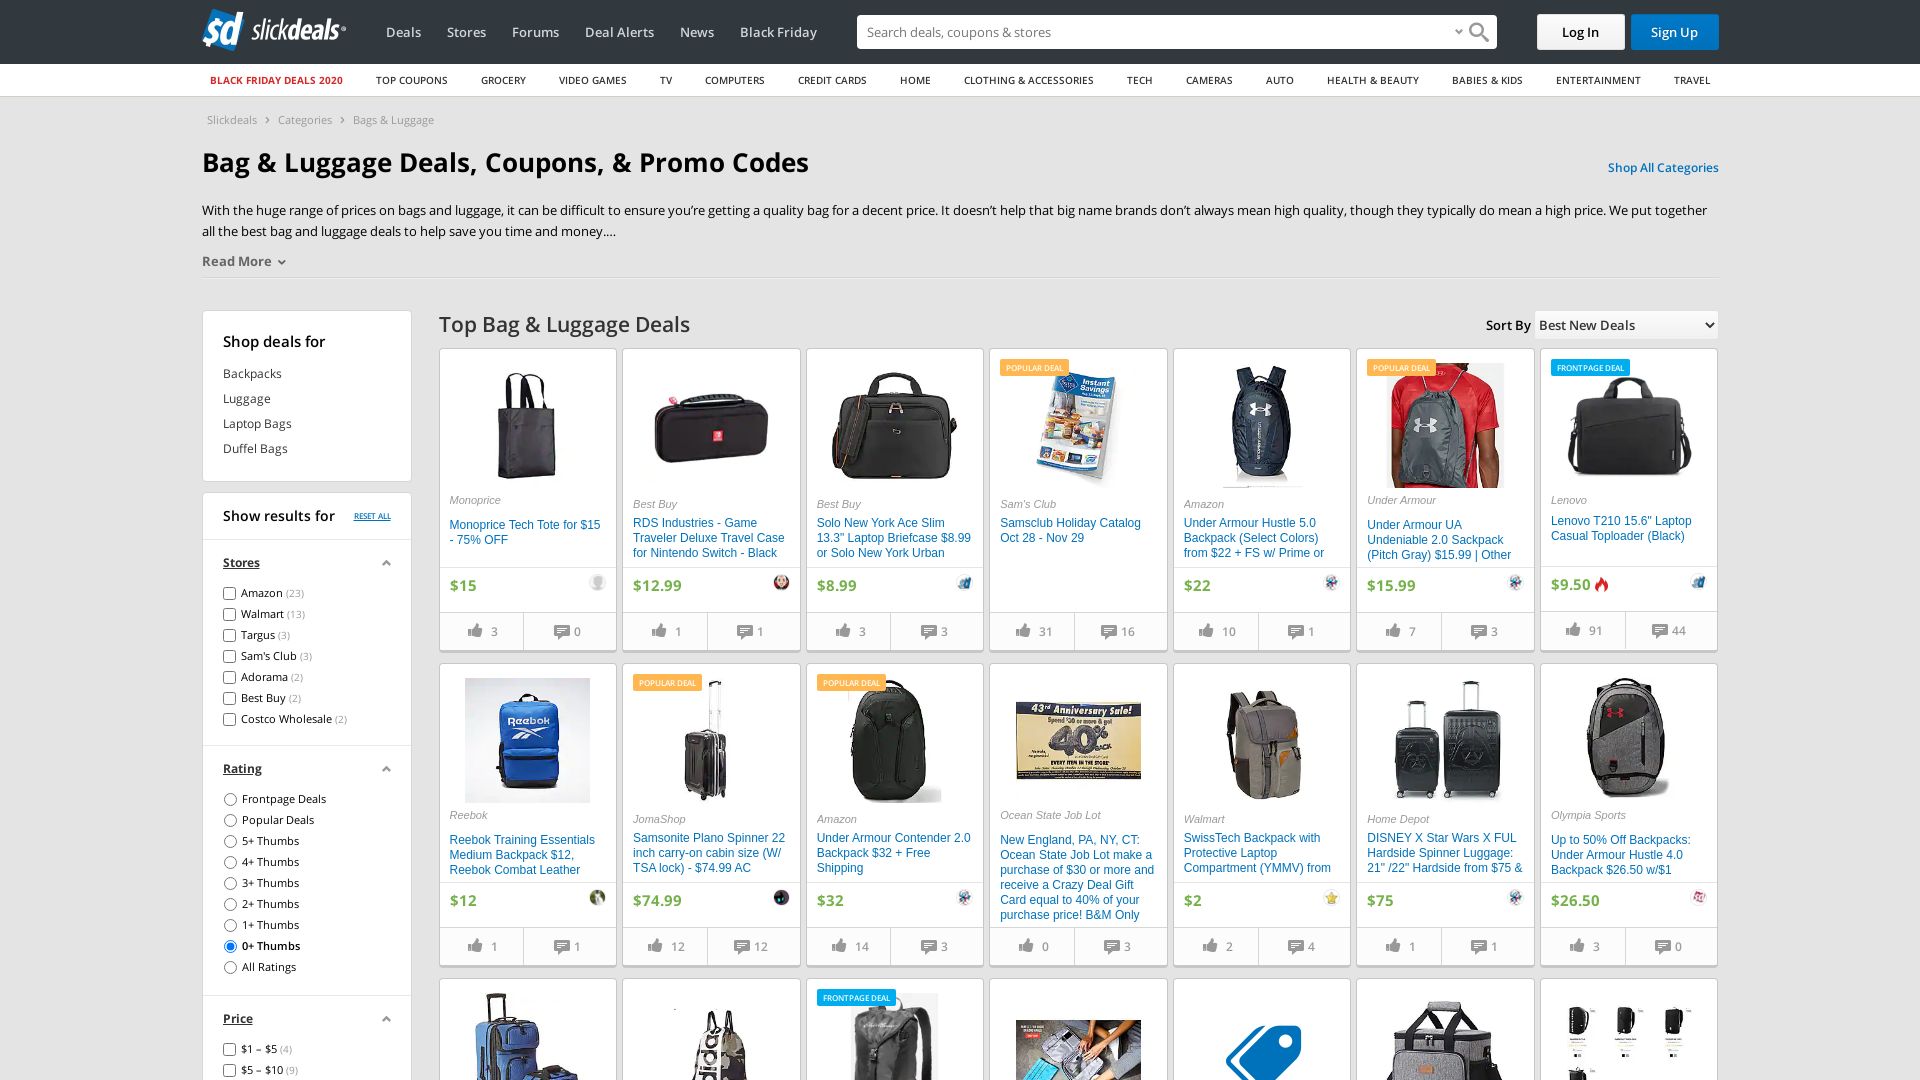 slickdeals
Deals
Stores
Forums
Deal Alerts
News
Black Friday
Search deals, coupons & stores
Log In
Sign Up
BLACK FRIDAY DEALS 2020
TOP COUPONS
GROCERY
VIDEO GAMES
TV
COMPUTERS
CREDIT CARDS
HOME
CLOTHING & ACCESSORIES
TECH
CAMERAS
AUTO
HEALTH & BEAUTY
BABIES & KIDS
ENTERTAINMENT
TRAVEL
Slickdeals
Categories
Bags & Luggage
Bag & Luggage Deals, Coupons, & Promo Codes
Shop All Categories
With the huge range of prices on bags and luggage, it can be difficult to ensure you’re getting a quality bag for a decent price. It doesn’t help that big name brands don’t always mean high quality, though they typically do mean a high price. We put together
all the best bag and luggage deals to help save you time and money....
Read More
Shop deals for
Backpacks
Luggage
Laptop Bags
Duffel Bags
Show results for
RESET ALL
Stores
Amazon (23)
Walmart (13)
Targus (3)
Sam's Club (3)
Adorama (2)
Best Buy (2)
Costco Wholesale (2)
Rating
Frontpage Deals
Popular Deals
5+ Thumbs
4+ Thumbs
3+ Thumbs
2+ Thumbs
1+ Thumbs
0+ Thumbs
All Ratings
Price
$1 – $5 (4)
$5 – $10 (9)
Top Bag & Luggage Deals
Sort By
Best New Deals
Monoprice
Monoprice Tech Tote for $15
- 75% OFF
$15
3
0
Best Buy
RDS Industries - Game
Traveler Deluxe Travel Case
for Nintendo Switch - Black
$12.99
1
1
Best Buy
Solo New York Ace Slim
13.3" Laptop Briefcase $8.99
or Solo New York Urban
$8.99
3
3
POPULAR DEAL
Instant
Savings
Sam's Club
Samsclub Holiday Catalog
Oct 28 - Nov 29
31
16
Amazon
Under Armour Hustle 5.0
Backpack (Select Colors)
from $22 + FS w/ Prime or
$22
10
1
POPULAR DEAL
Under Armour
Under Armour UA
Undeniable 2.0 Sackpack
(Pitch Gray) $15.99 | Other
$15.99
7
3
FRONTPAGE DEAL
Lenovo
Lenovo T210 15.6" Laptop
Casual Toploader (Black)
$9.50
91
44
Reebok
Reebok
Reebok Training Essentials
Medium Backpack $12,
Reebok Combat Leather
$12
1
1
POPULAR DEAL
JomaShop
Samsonite Plano Spinner 22
inch carry-on cabin size (W/
TSA lock) - $74.99 AC
$74.99
12
12
POPULAR DEAL
Amazon
Under Armour Contender 2.0
Backpack $32 + Free
Shipping
$32
14
3
43rd Anniversary Sale!
Spend $30 or more & get
40%
BACK
EVERY ITEM IN THE STORE
Ocean State Job Lot
New England, PA, NY, CT:
Ocean State Job Lot make a
purchase of $30 or more and
receive a Crazy Deal Gift
Card equal to 40% of your
purchase price! B&M Only
0
3
Walmart
SwissTech Backpack with
Protective Laptop
Compartment (YMMV) from
$2
2
4
Home Depot
DISNEY X Star Wars X FUL
Hardside Spinner Luggage:
21" /22" Hardside from $75 &
$75
1
1
Olympia Sports
Up to 50% Off Backpacks:
Under Armour Hustle 4.0
Backpack $26.50 w/$1
$26.50
3
0
adidas
FRONTPAGE DEAL